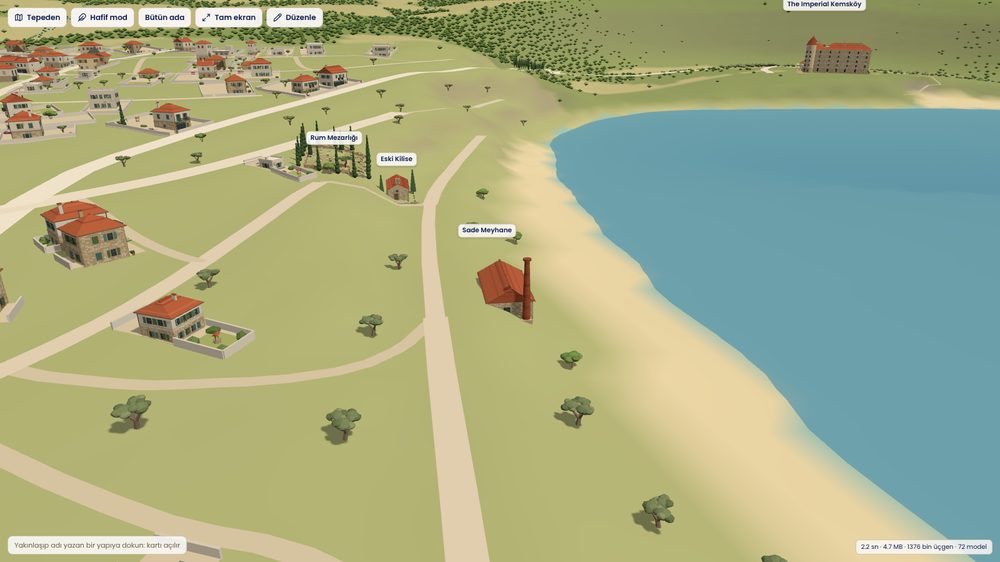 Tepeden
Hafif mod
Bütün ada
Tam ekran
Düzenle
The Imperial Kemsköy
Rum Mezarlığı
Eski Kilise
Sade Meyhane
Yakınlaşıp adı yazan bir yapıya dokun: kartı açılır
2.2 sn · 4.7 MB · 1376 bin üçgen · 72 model